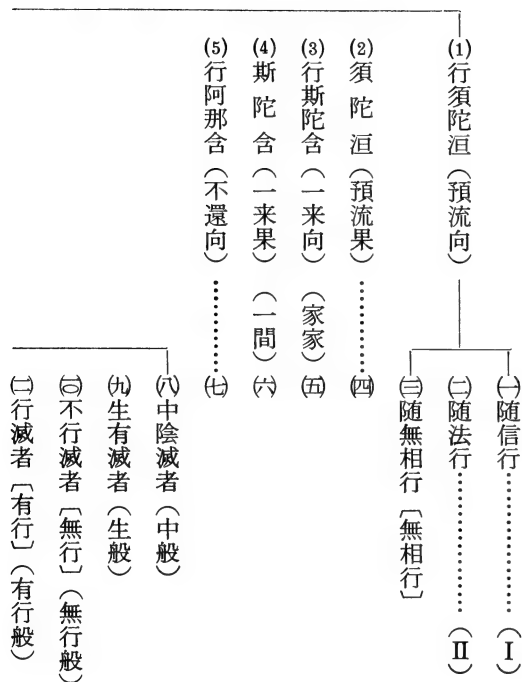 ⑴行須陀洹(預流向)
㈠随信行………(Ⅰ)
㈡随法行………(Ⅱ)
㈢随無相行〔無相行〕
⑵須陀洹(預流果)………㈣
⑶行斯陀含(一来向)(家家)㈤
⑷斯陀含(一来果)(一間)㈥
⑸行阿那含(不還向)………㈦
㈧中陰滅者(中般)
㈨生有滅者(生般)
(一〇)不行滅者〔無行〕(無行般)
(一一)行滅者〔有行〕(有行般)